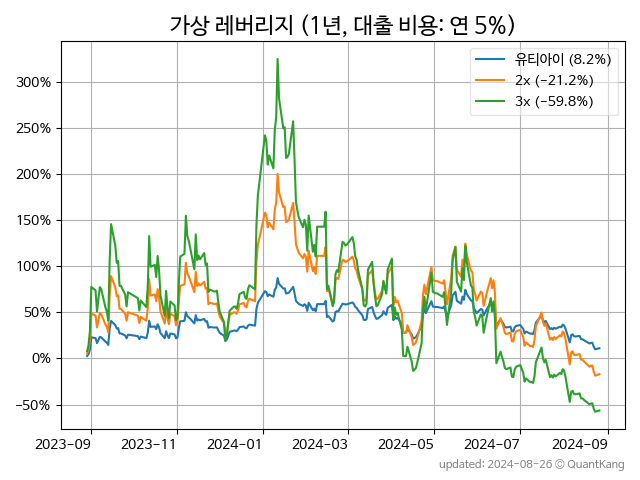 가상 레버리지 (1년, 대출 비용: 연 5%)
유티아이 (8.2%)
2x (-21.2%)
3x (-59.8%)
300%
250%
200%
150%
100%
50%
0%
-50%
2023-09 2023-11 2024-01 2024-03 2024-05 2024-07 2024-09
updated: 2024-08-26 © QuantKang